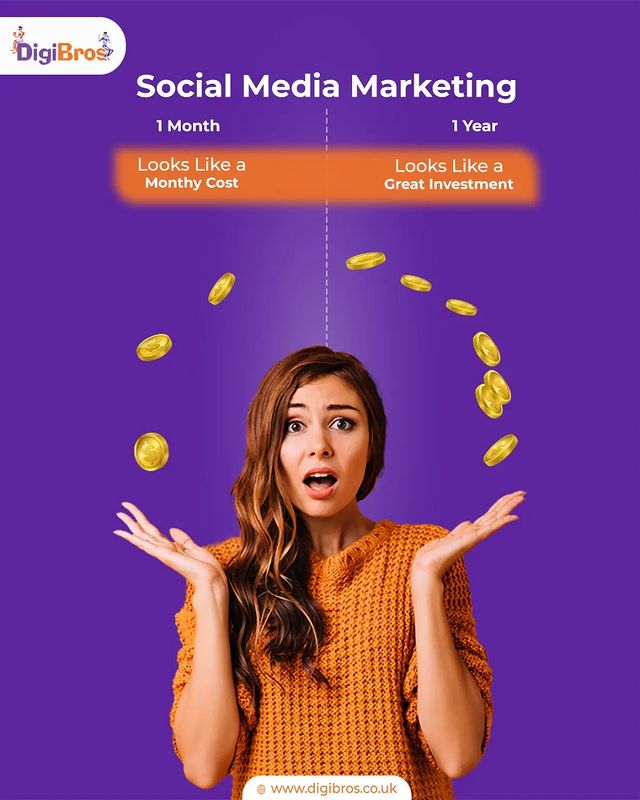 DigiBros
Social Media Marketing
1 Month
1 Year
Looks Like a
Monthy Cost
Looks Like a
Great Investment
www.digibros.co.uk